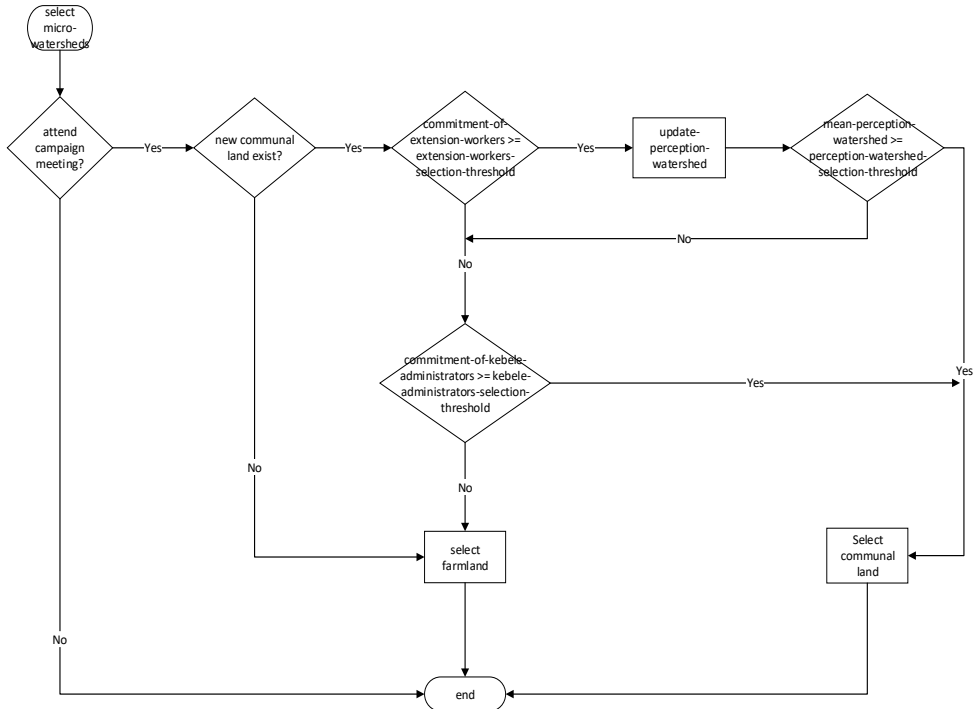 select
micro-
watersheds
attend
campaign
meeting?
Yes
new communal
land exist?
Yes
commitment-of-
extension-workers >=
extension-workers-
selection-threshold
Yes
update-
perception-
watershed
mean-perception-
watershed >=
perception-watershed-
selection-threshold
No
No
commitment-of-kebele-
administrators >= kebele-
administrators-selection-
threshold
Yes
Yes
No
No
select
farmland
Select
communal
land
No
end